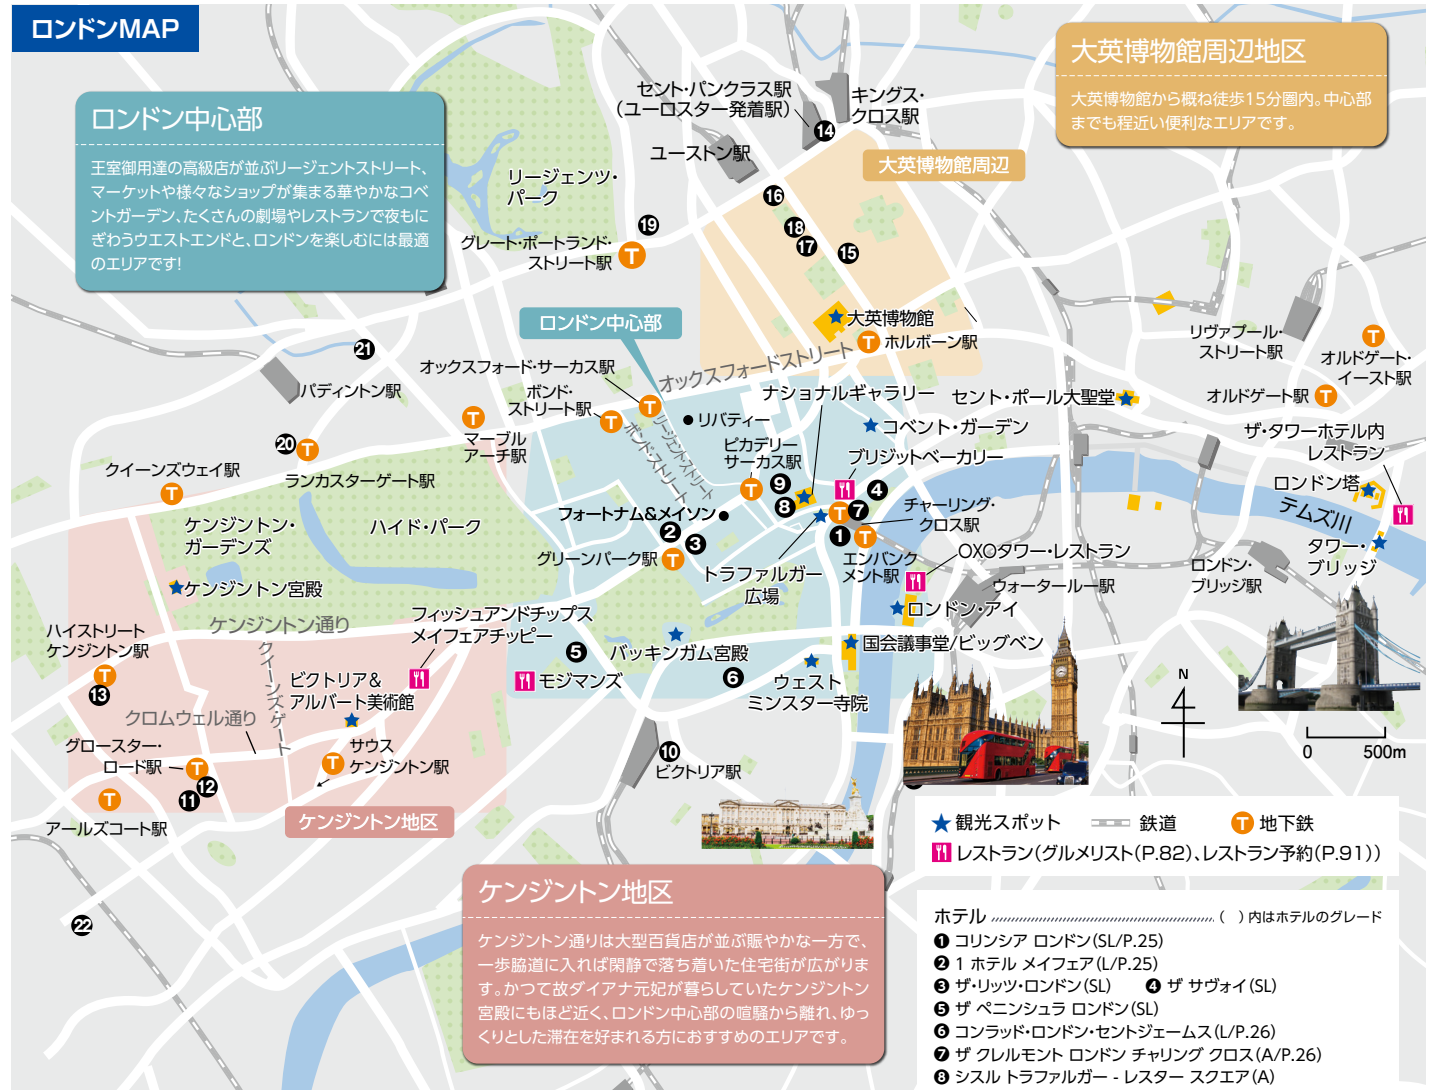 ロンドンMAP
ロンドン中心部
王室御用達の高級店が並ぶリージェントストリート、
マーケットや様々なショップが集まる華やかなコベ
ントガーデン、たくさんの劇場やレストランで夜もに
ぎわうウエストエンドと、ロンドンを楽しむには最適
のエリアです!
大英博物館周辺地区
大英博物館から概ね徒歩15分圏内。中心部
までも程近い便利なエリアです。
セント・パンクラス駅
(ユーロスター発着駅)
14
キングス・
クロス駅
ユーストン駅
大英博物館周辺
リージェンツ・
パーク
16
19
18
17
15
グレート・ポートランド・
ストリート駅
T
ロンドン中心部
大英博物館
T ホルボーン駅
リヴァプール・
ストリート駅
T
オルドゲート・
イースト駅
21
オックスフォード・サーカス駅
オックスフォードストリート
パディントン駅
ボンド・
ストリート駅
T
T
ナショナルギャラリー
セント・ポール大聖堂
オルドゲート駅 T
T
マーブル
アーチ駅
リバティー
リージェントストリート
ボンド・ストリート
コベント・ガーデン
ザ・タワーホテル内
レストラン
20
T
ランカスターゲート駅
ピカデリー
サーカス駅
ブリジットベーカリー
クイーンズウェイ駅
T
T
9
8
4
7
T
ロンドン塔
テムズ川
ケンジントン・
ガーデンズ
ハイド・パーク
フォートナム&メイソン
チャーリング・
クロス駅
2
3
1
T
グリーンパーク駅 T
エンバンク
メント駅
OXOタワー・レストラン
タワー・
ブリッジ
トラファルガー
広場
ウォータールー駅
ロンドン・
ブリッジ駅
ケンジントン宮殿
ロンドン・アイ
フィッシュアンドチップス
メイフェアチッピー
ケンジントン通り
ハイストリート
ケンジントン駅
T
13
クイーンズ・ゲート
5
バッキンガム宮殿
国会議事堂/ビッグベン
モジマンズ
6
ウェスト
ミンスター寺院
ビクトリア&
アルバート美術館
クロムウェル通り
グロースター・
ロード駅
T
サウス
ケンジントン駅
T
10
ビクトリア駅
12
11
T
アールズコート駅
ケンジントン地区
N
0 500m
22
ケンジントン地区
ケンジントン通りは大型百貨店が並ぶ賑やかな一方で、
一歩脇道に入れば閑静で落ち着いた住宅街が広がりま
す。かつて故ダイアナ元妃が暮らしていたケンジントン
宮殿にもほど近く、ロンドン中心部の喧騒から離れ、ゆっ
くりとした滞在を好まれる方におすすめのエリアです。
観光スポット 鉄道 T 地下鉄
レストラン(グルメリスト(P.82)、レストラン予約(P.91))
ホテル ( )内はホテルのグレード
1 コリンシア ロンドン(SL/P.25)
2 1 ホテル メイフェア(L/P.25)
3 ザ・リッツ・ロンドン(SL) 4 ザ サヴォイ(SL)
5 ザ ペニンシュラ ロンドン(SL)
6 コンラッド・ロンドン・セントジェームス(L/P.26)
7 ザ クレルモント ロンドン チャリング クロス(A/P.26)
8 シスル トラファルガー - レスター スクエア(A)